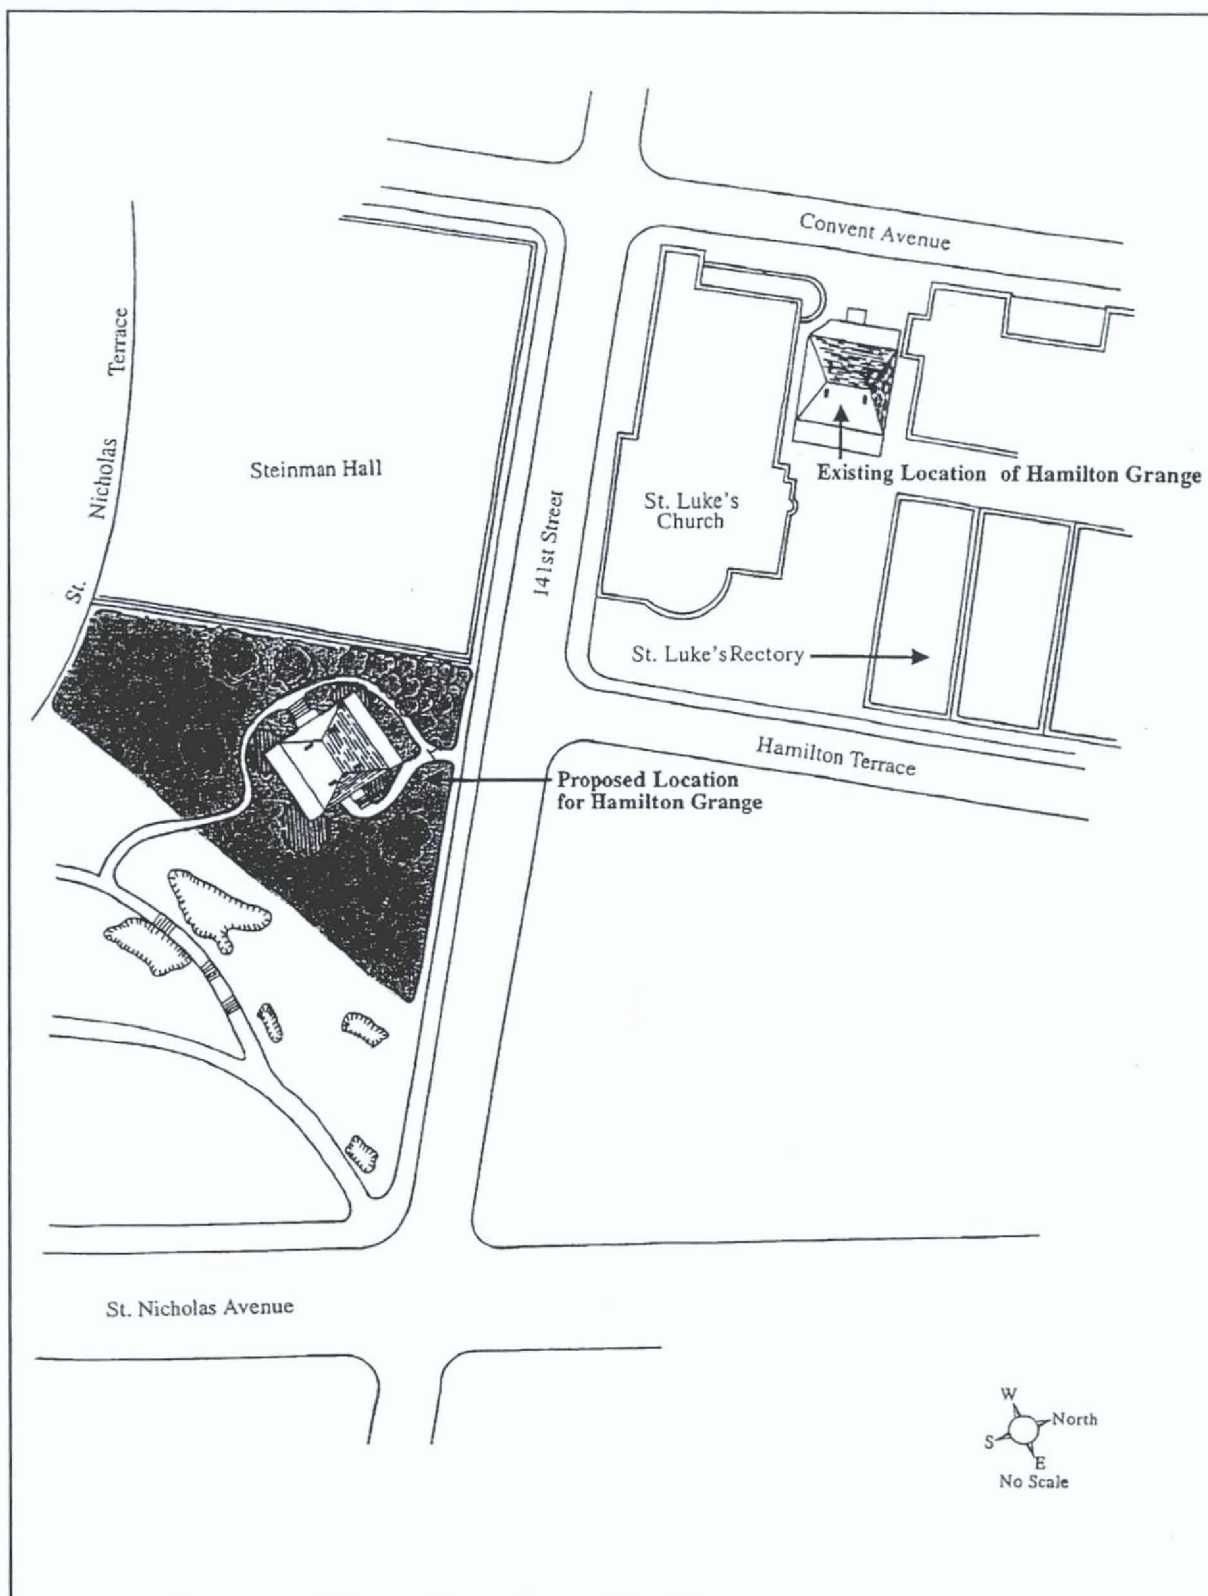 Convent Avenue
St. Nicholas Terrace
Steinman Hall
141st Street
Existing Location of Hamilton Grange
St. Luke's
Church
St. Luke's Rectory
Hamilton Terrace
Proposed Location
for Hamilton Grange
St. Nicholas Avenue
W
North
S
E
No Scale